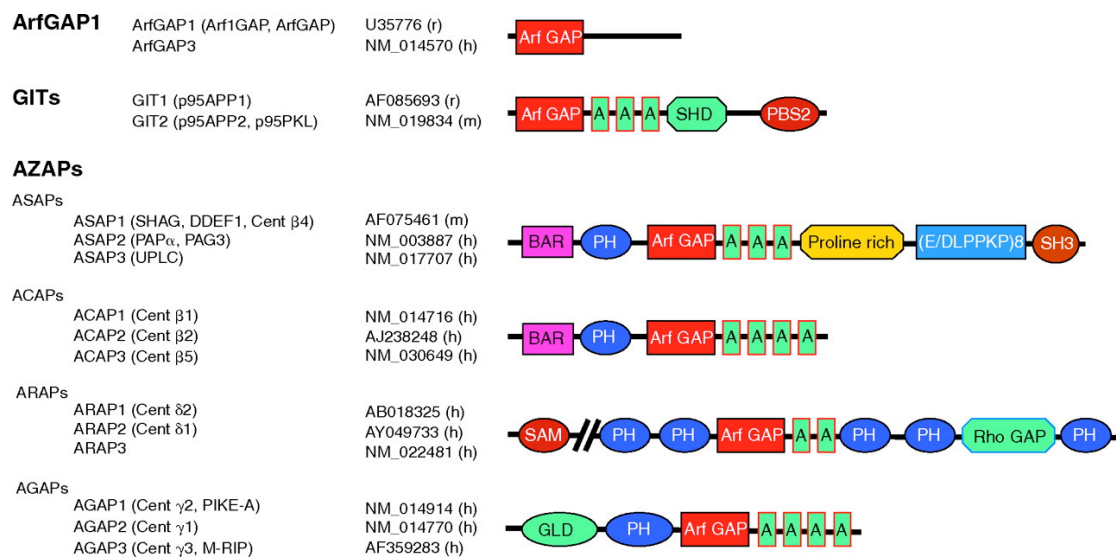 ArfGAP1
ArfGAP1 (Arf1GAP, ArfGAP) U35776 (r)
ArfGAP3 NM_014570 (h)
Arf GAP
GITs
GIT1 (p95APP1) AF085693 (r)
GIT2 (p95APP2, p95PKL) NM_019834 (m)
Arf GAP A A A SHD PBS2
AZAPs
ASAPs
ASAP1 (SHAG, DDEF1, Cent β4) AF075461 (m)
ASAP2 (PAPα, PAG3) NM_003887 (h)
ASAP3 (UPLC) NM_017707 (h)
BAR PH Arf GAP A A A Proline rich (E/DLPPKP)8 SH3
ACAPs
ACAP1 (Cent β1) NM_014716 (h)
ACAP2 (Cent β2) AJ238248 (h)
ACAP3 (Cent β5) NM_030649 (h)
BAR PH Arf GAP A A A A
ARAPs
ARAP1 (Cent δ2) AB018325 (h)
ARAP2 (Cent δ1) AY049733 (h)
ARAP3 NM_022481 (h)
SAM PH PH Arf GAP A A PH PH Rho GAP PH
AGAPs
AGAP1 (Cent γ2, PIKE-A) NM_014914 (h)
AGAP2 (Cent γ1) NM_014770 (h)
AGAP3 (Cent γ3, M-RIP) AF359283 (h)
GLD PH Arf GAP A A A A